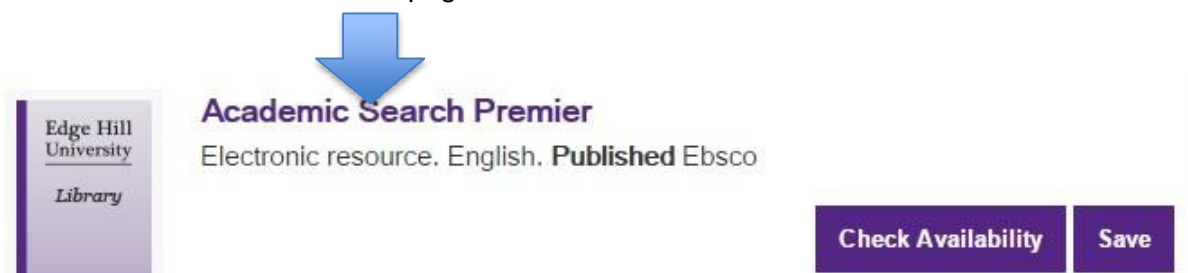 Academic Search Premier
Edge Hill
University
Library
Electronic resource. English. Published Ebsco
Check Availability
Save